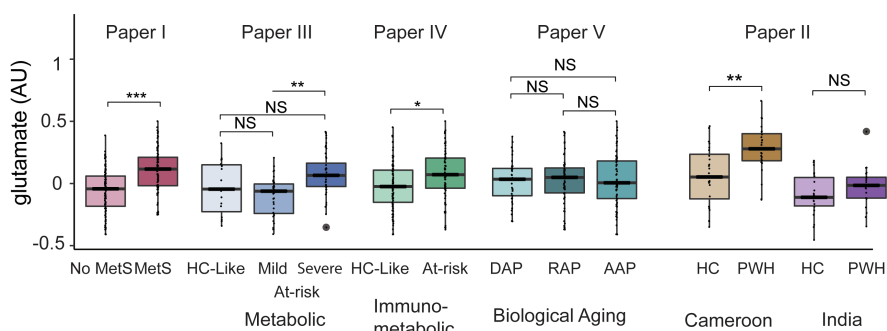 Paper I Paper III Paper IV Paper V Paper II
glutamate (AU)
1
0.5
0
-0.5
*** ** NS NS * NS NS NS ** NS
No MetS MetS HC-Like Mild Severe HC-Like At-risk DAP RAP AAP HC PWH HC PWH
At-risk
Metabolic Immuno-metabolic Biological Aging Cameroon India